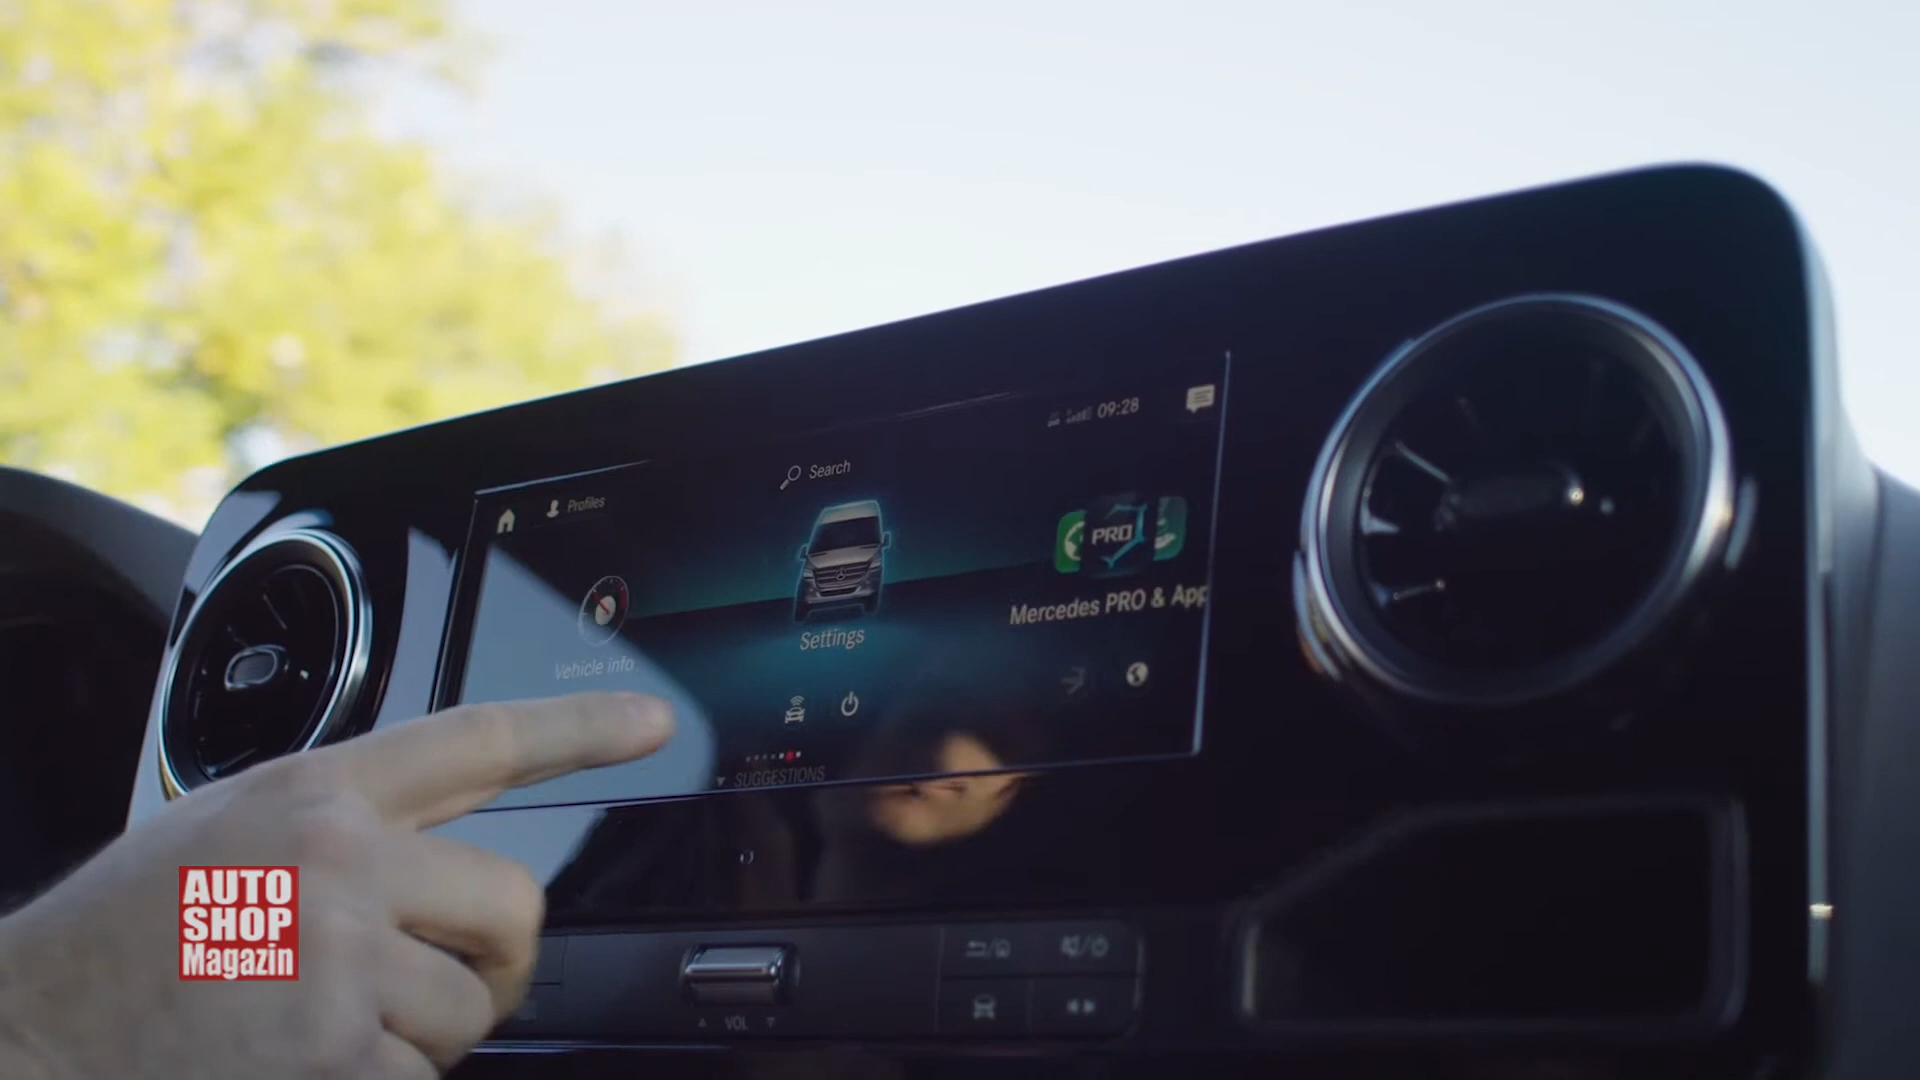 09:28
Search
Profiles
PRO
Mercedes PRO & App
Settings
Vehicle info
SUGGESTIONS
VOL
AUTO
SHOP
Magazin